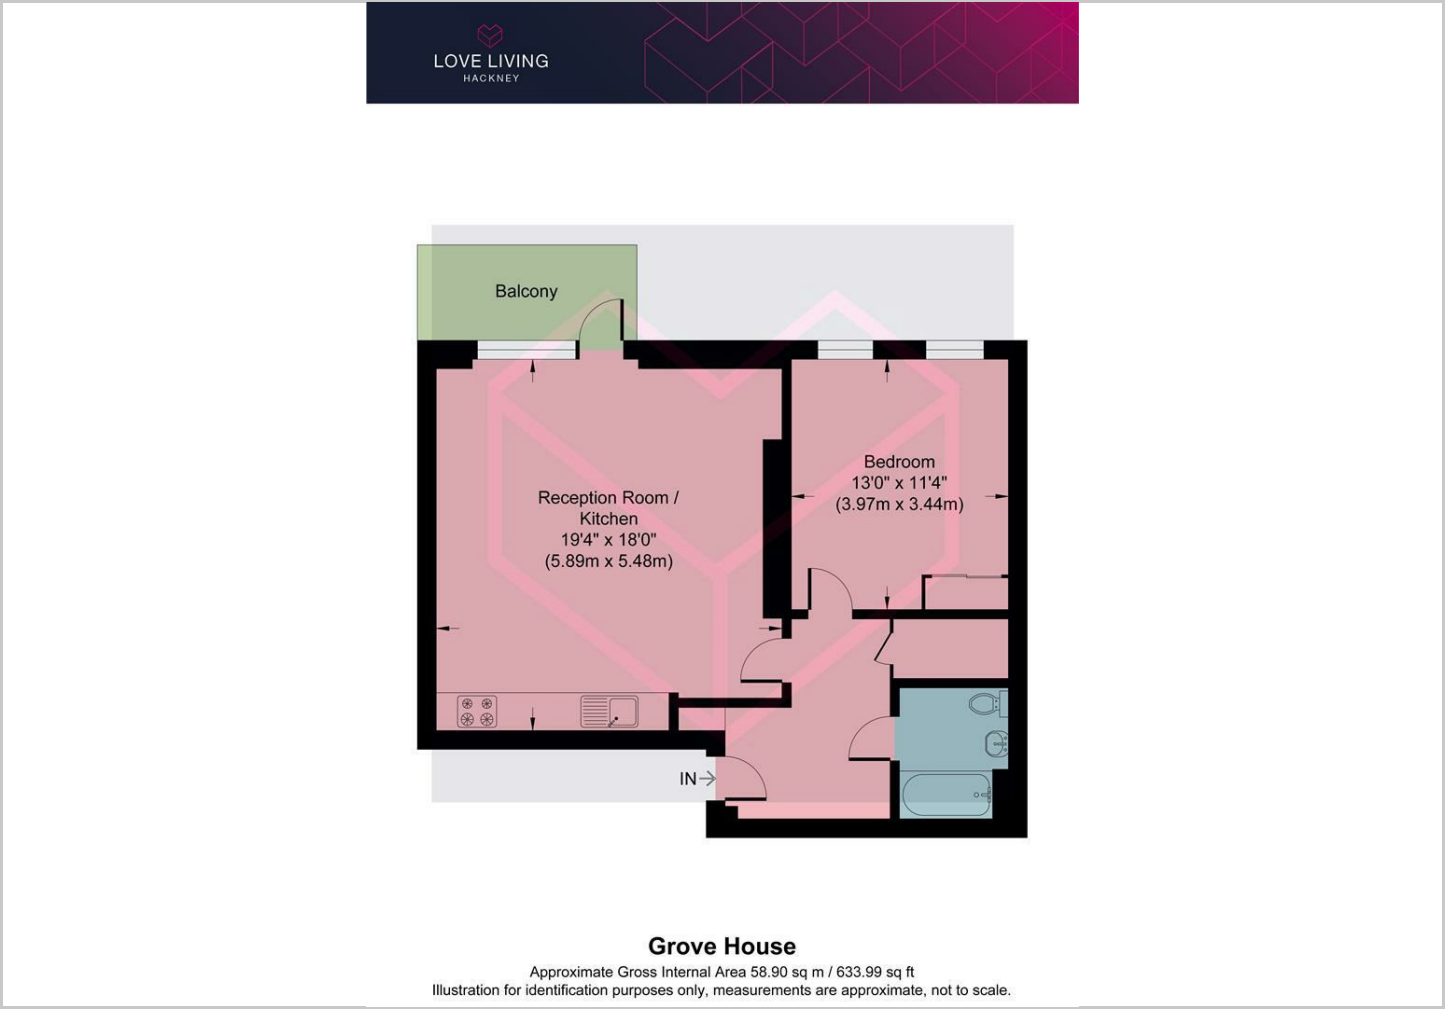 LOVE LIVING
HACKNEY
Balcony
Bedroom
13'0" x 11'4"
(3.97m x 3.44m)
Reception Room /
Kitchen
19'4" x 18'0"
(5.89m x 5.48m)
IN
Grove House
Approximate Gross Internal Area 58.90 sq m / 633.99 sq ft
Illustration for identification purposes only, measurements are approximate, not to scale.